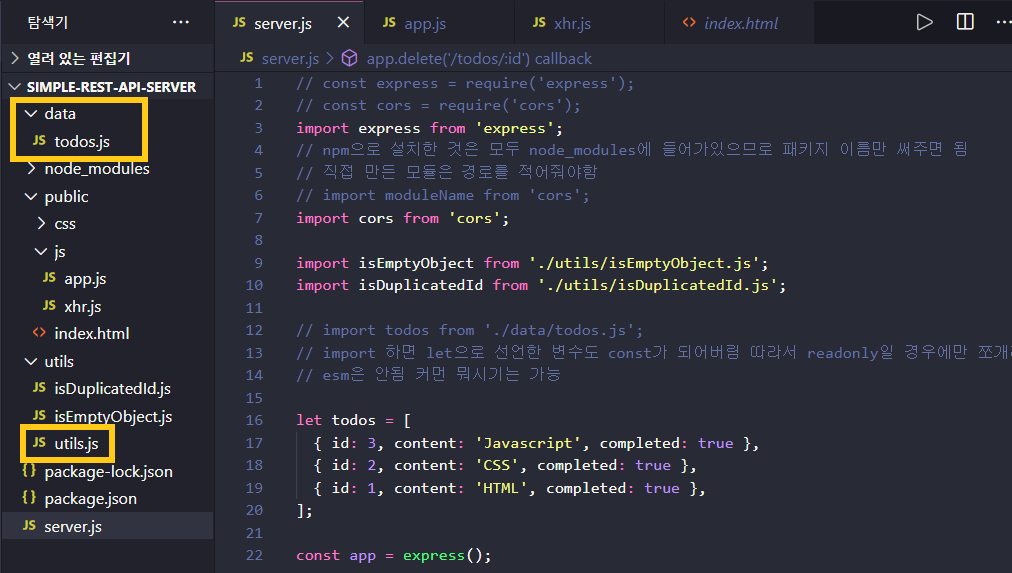 탐색기
열려 있는 편집기
SIMPLE-REST-API-SERVER
data
JS todos.js
node_modules
public
css
js
JS app.js
JS xhr.js
<> index.html
utils
JS isDuplicatedId.js
JS isEmptyObject.js
JS utils.js
{} package-lock.json
{} package.json
JS server.js
JS server.js JS app.js JS xhr.js <> index.html
JS server.js > app.delete('/todos/:id') callback
1 // const express = require('express');
2 // const cors = require('cors');
3 import express from 'express';
4 // npm으로 설치한 것은 모두 node_modules에 들어가있으므로 패키지 이름만 써주면 됨
5 // 직접 만든 모듈은 경로를 적어줘야함
6 // import moduleName from 'cors';
7 import cors from 'cors';
8
9 import isEmptyObject from './utils/isEmptyObject.js';
10 import isDuplicatedId from './utils/isDuplicatedId.js';
11
12 // import todos from './data/todos.js';
13 // import 하면 let으로 선언한 변수도 const가 되어버림 따라서 readonly일 경우에만 쪼개
14 // esm은 안됨 커먼 뭐시기는 가능
15
16 let todos = [
17 { id: 3, content: 'Javascript', completed: true },
18 { id: 2, content: 'CSS', completed: true },
19 { id: 1, content: 'HTML', completed: true },
20 ];
21
22 const app = express();